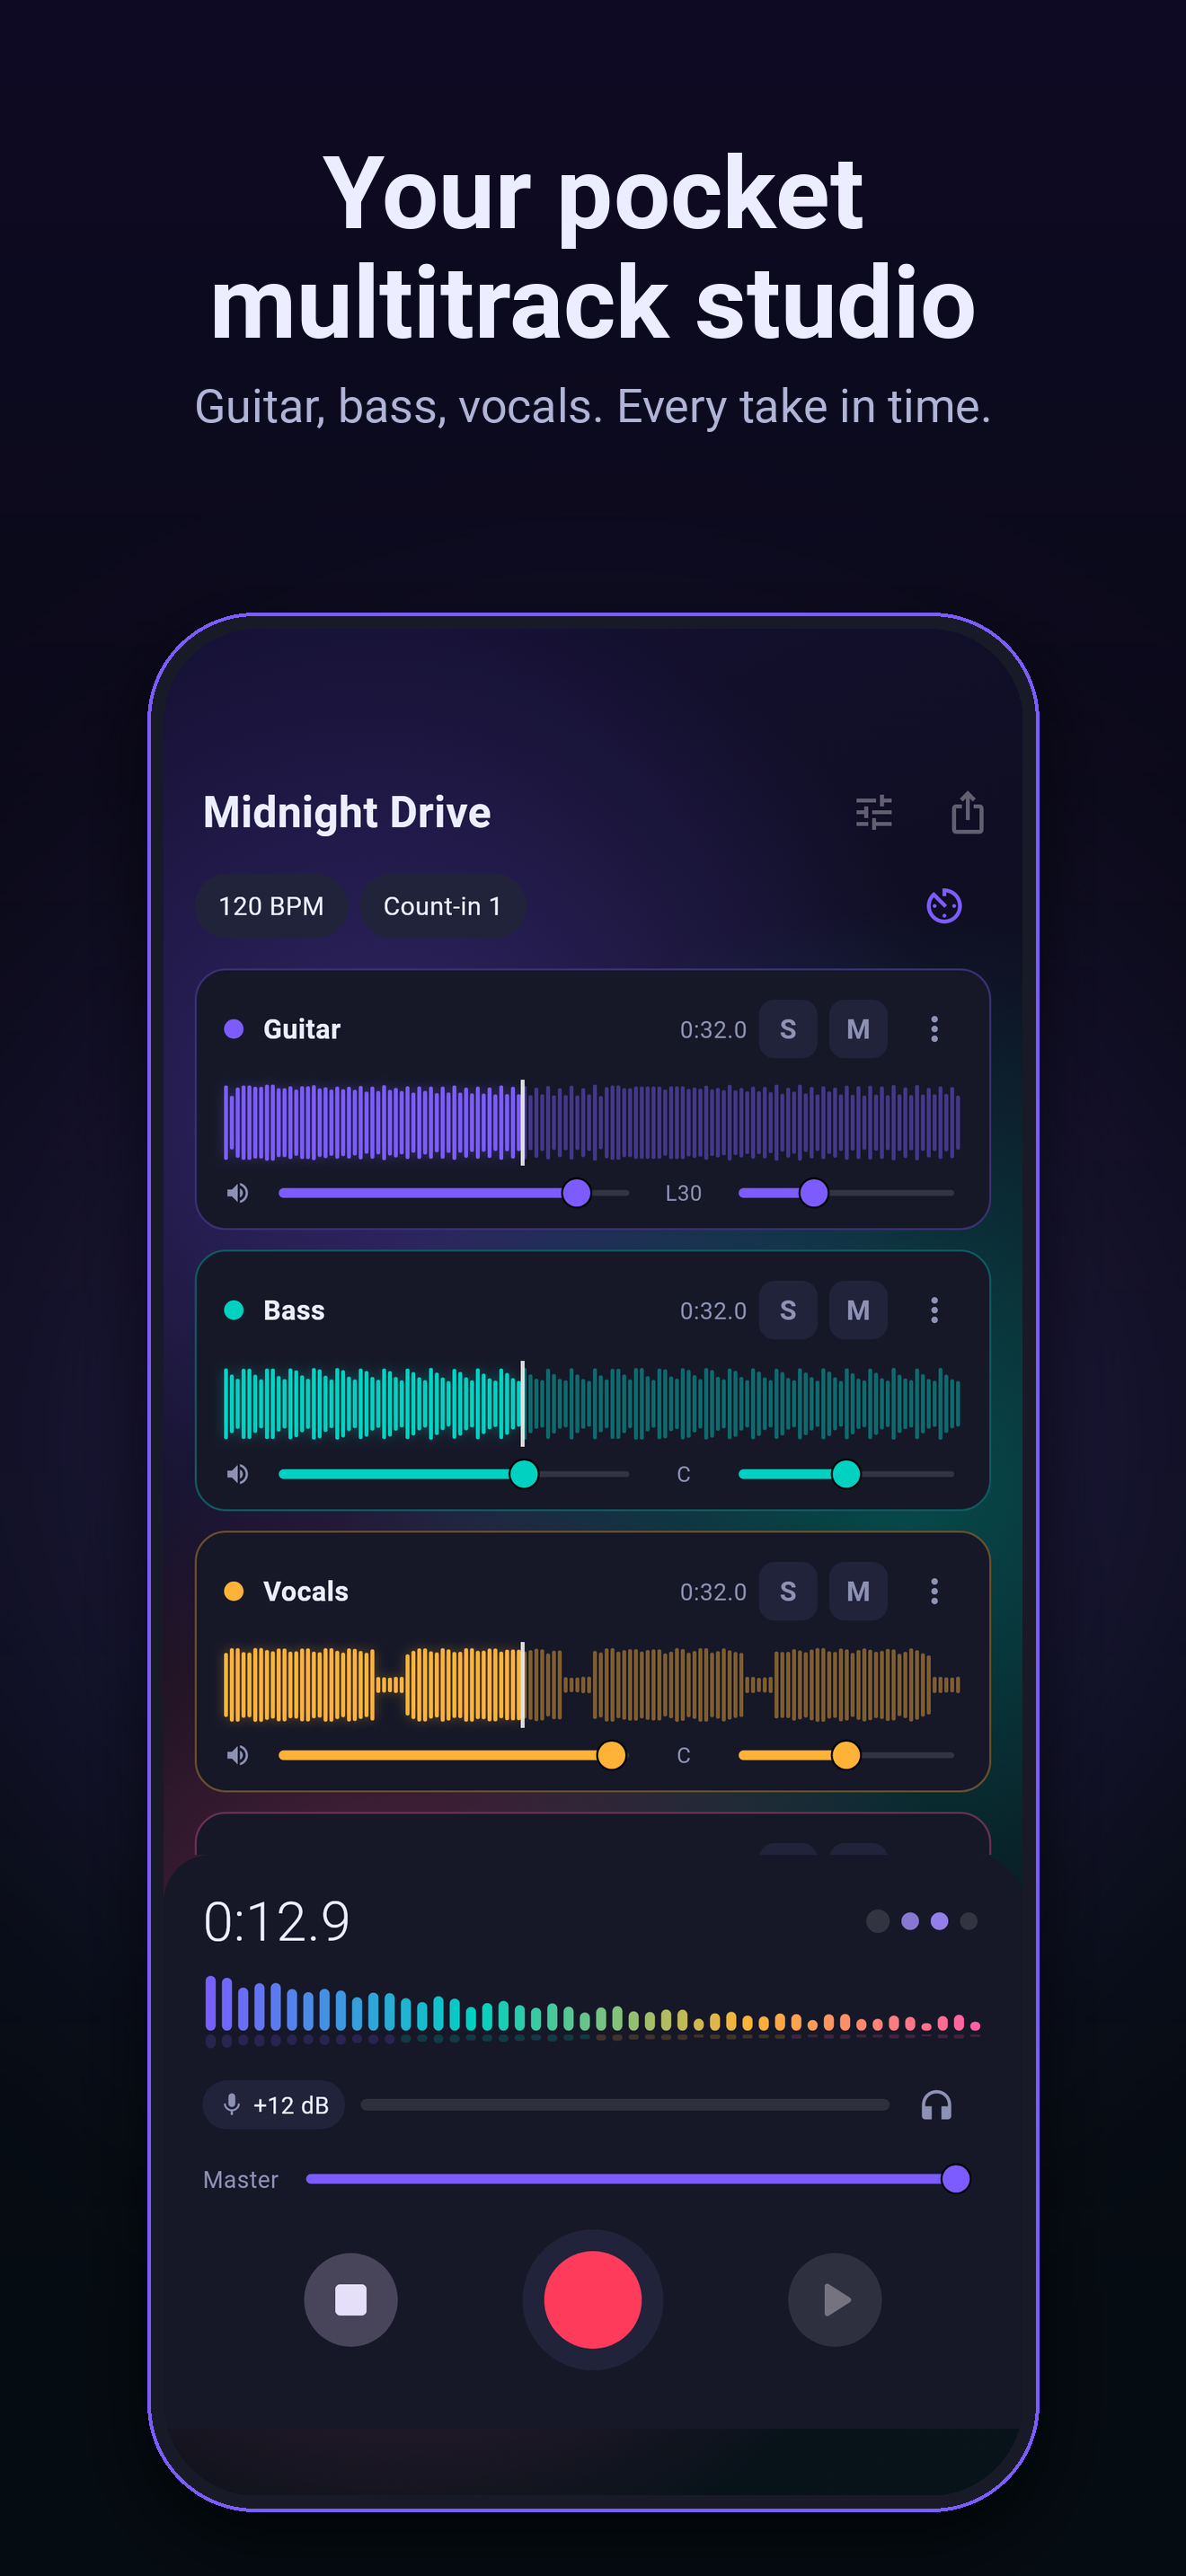 Your pocket
multitrack studio
Guitar, bass, vocals. Every take in time.
Midnight Drive
120 BPM Count-in 1
Guitar 0:32.0 S M
L30
Bass 0:32.0 S M
C
Vocals 0:32.0 S M
C
0:12.9
+12 dB
Master